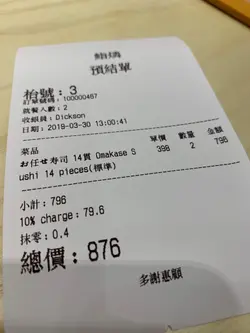 預結單
枱號：3
訂單號碼：100000467
就餐人數：2
收銀員：Dickson
日期：2019-03-30 13:00:41
菜品 單價 數量 金額
お任せ寿司 14貫 Omakase S 398 2 796
ushi 14 pieces(標準)
小計：796
10% charge：79.6
抹零：0.4
總價：876
多謝惠顧